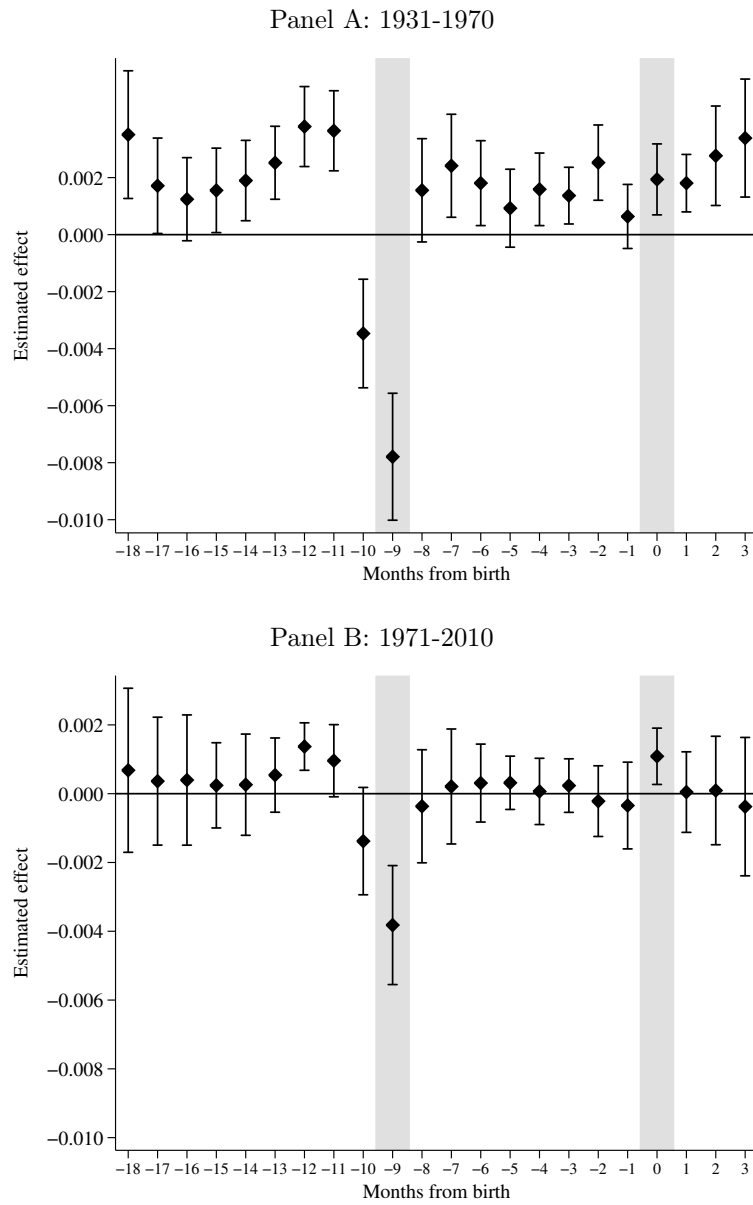 Panel A: 1931-1970
0.002
0.000
−0.002
−0.004
−0.006
−0.008
−0.010
Estimated effect
−18 −17 −16 −15 −14 −13 −12 −11 −10 −9 −8 −7 −6 −5 −4 −3 −2 −1 0 1 2 3
Months from birth
Panel B: 1971-2010
0.002
0.000
−0.002
−0.004
−0.006
−0.008
−0.010
Estimated effect
−18 −17 −16 −15 −14 −13 −12 −11 −10 −9 −8 −7 −6 −5 −4 −3 −2 −1 0 1 2 3
Months from birth